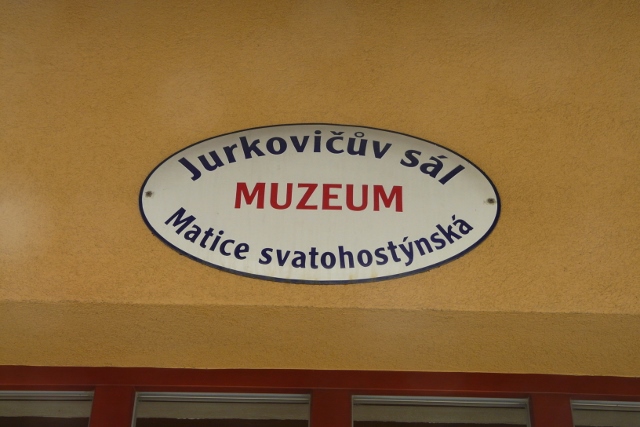 Jurkovičův sál
MUZEUM
Matice svatohostýnská